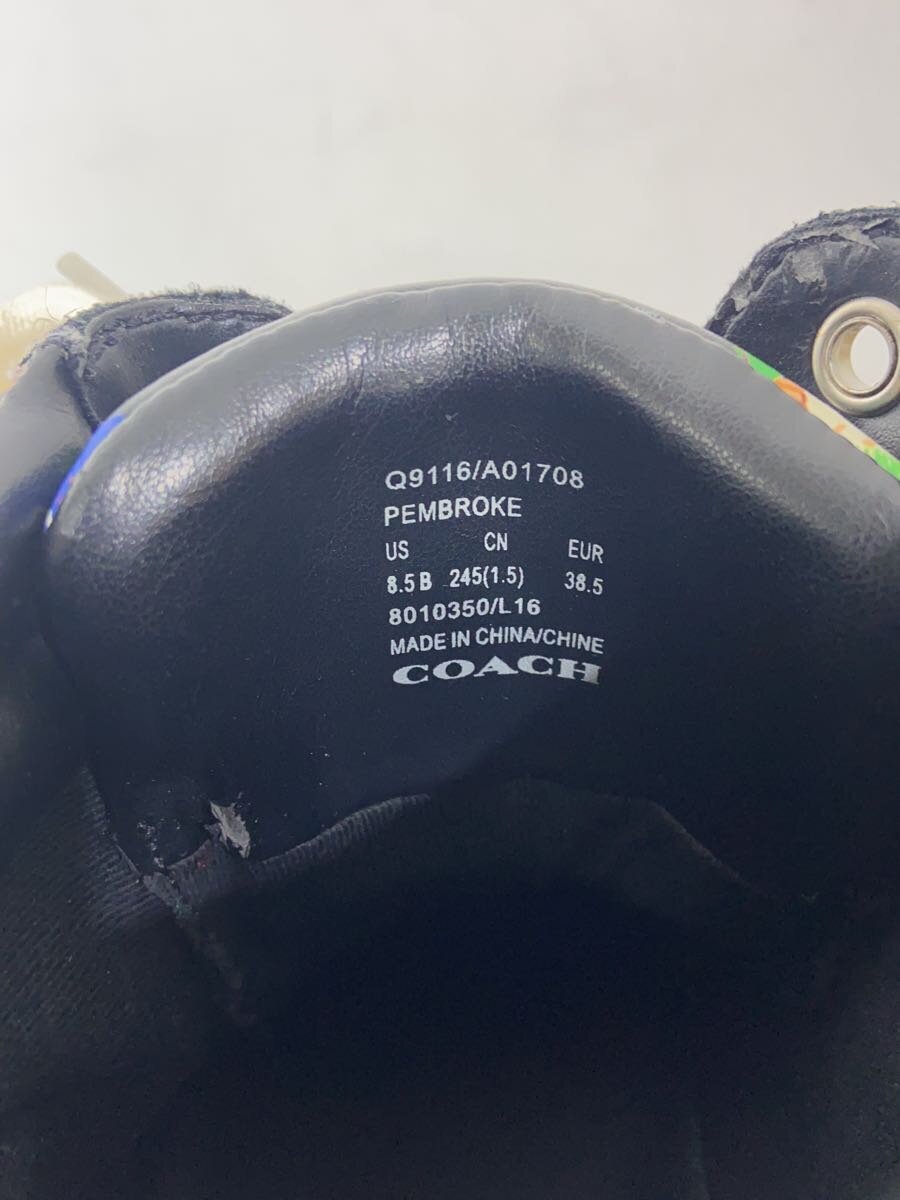 Q9116/A01708
PEMBROKE
US CN EUR
8.5 B 245(1.5) 38.5
8010350/L16
MADE IN CHINA/CHINE
COACH